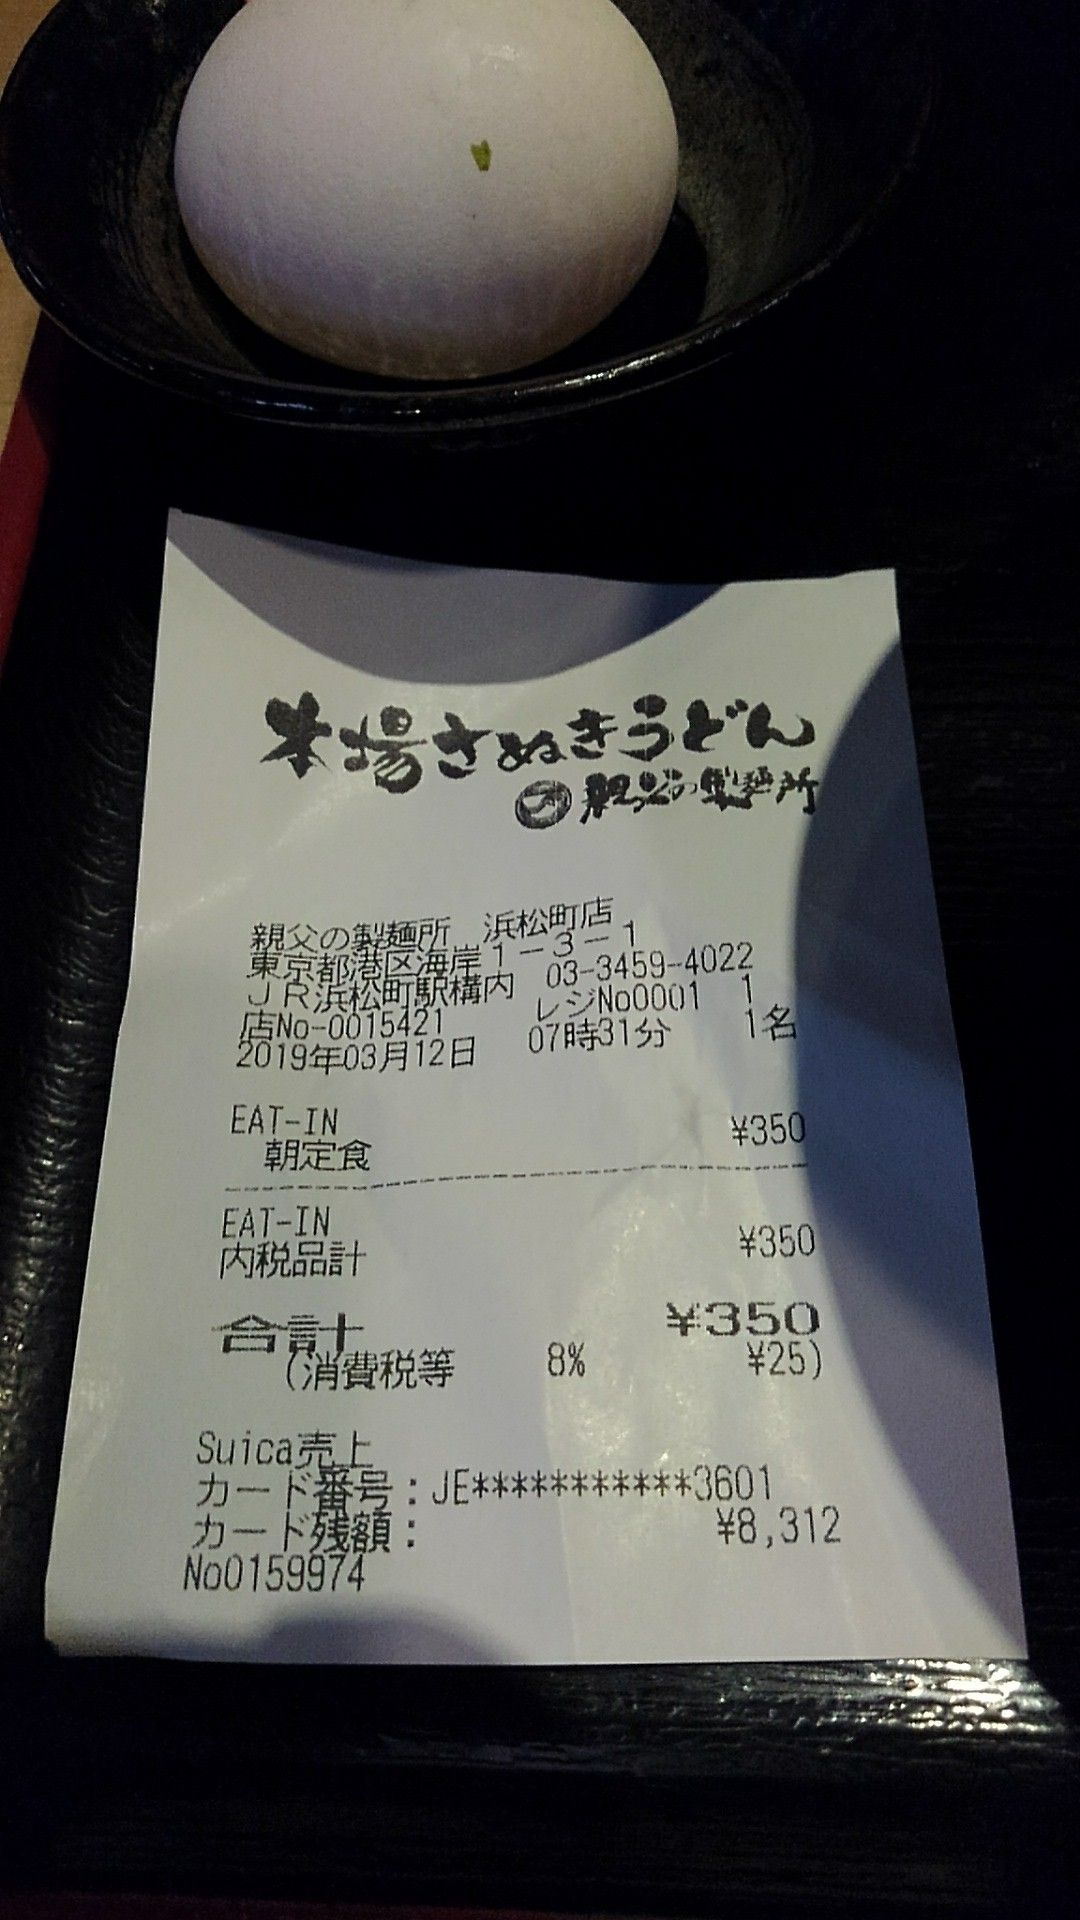 本場さぬきうどん
親父の製麺所
親父の製麺所 浜松町店
東京都港区海岸1-3-1
JR浜松町駅構内 03-3459-4022
店No-0015421 レジNo0001 1
2019年03月12日 07時31分 1名
EAT-IN
朝定食 ¥350
EAT-IN
内税品計 ¥350
合計 ¥350
(消費税等 8% ¥25)
Suica売上
カード番号:JE***********3601
カード残額: ¥8,312
No0159974